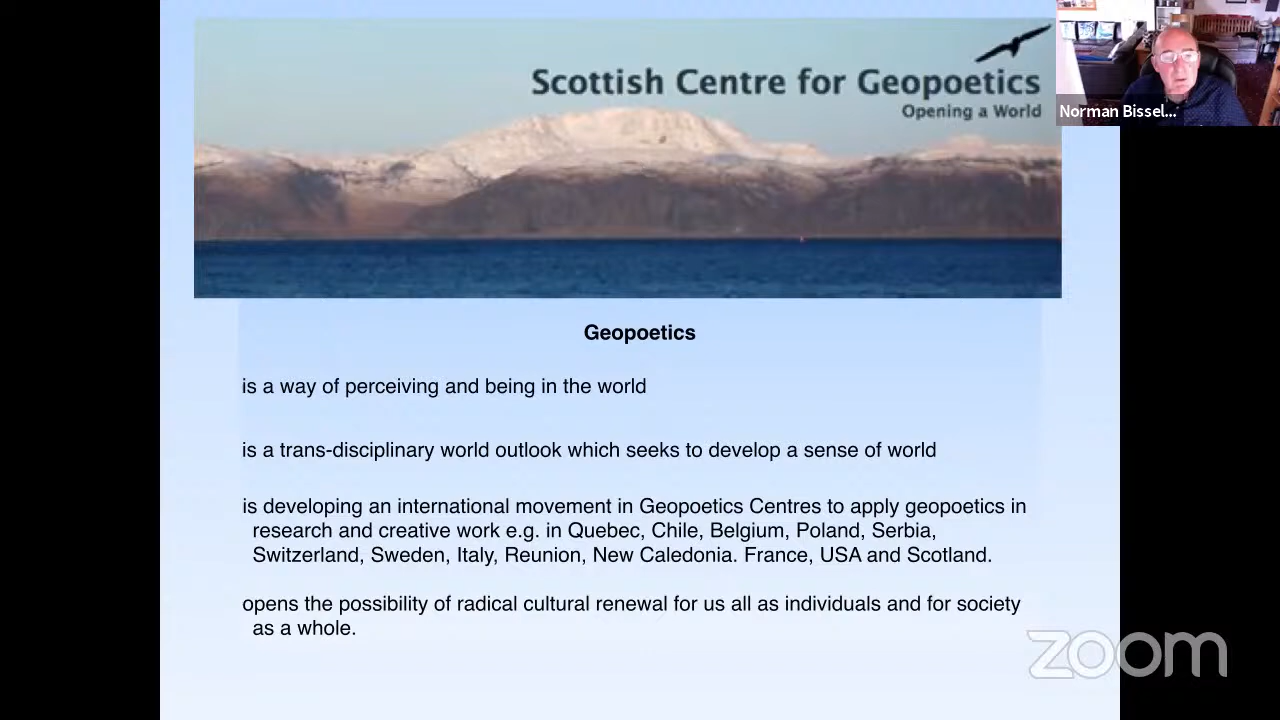 Scottish Centre for Geopoetics
Opening a World
Norman Bissel...
Geopoetics
is a way of perceiving and being in the world
is a trans-disciplinary world outlook which seeks to develop a sense of world
is developing an international movement in Geopoetics Centres to apply geopoetics in
research and creative work e.g. in Quebec, Chile, Belgium, Poland, Serbia,
Switzerland, Sweden, Italy, Reunion, New Caledonia. France, USA and Scotland.
opens the possibility of radical cultural renewal for us all as individuals and for society
as a whole.
zoom